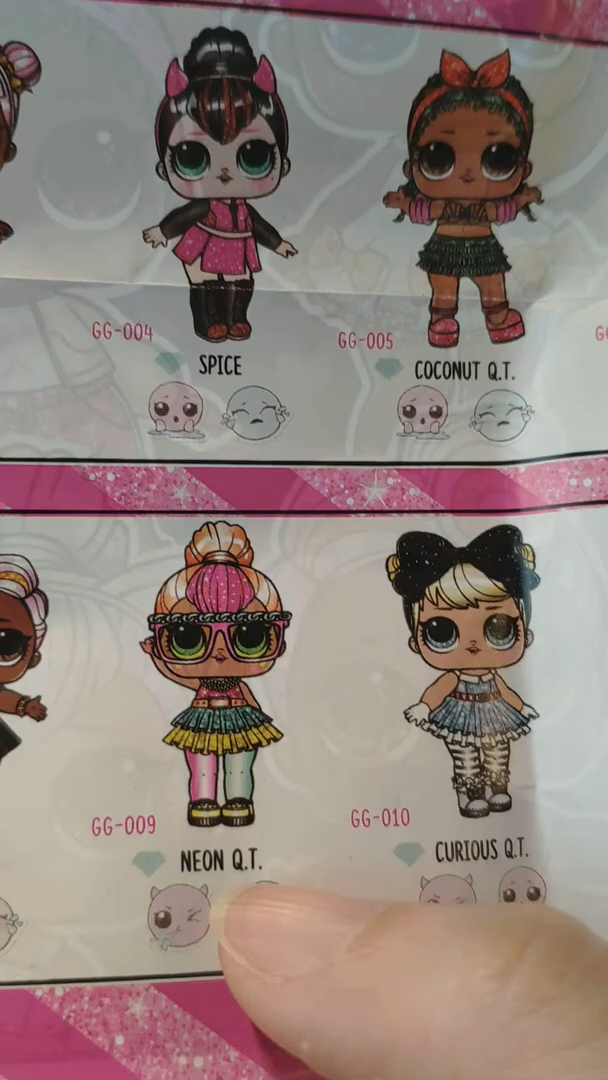 GG-004
SPICE
GG-005
COCONUT Q.T.
GG-009
NEON Q.T.
GG-010
CURIOUS Q.T.